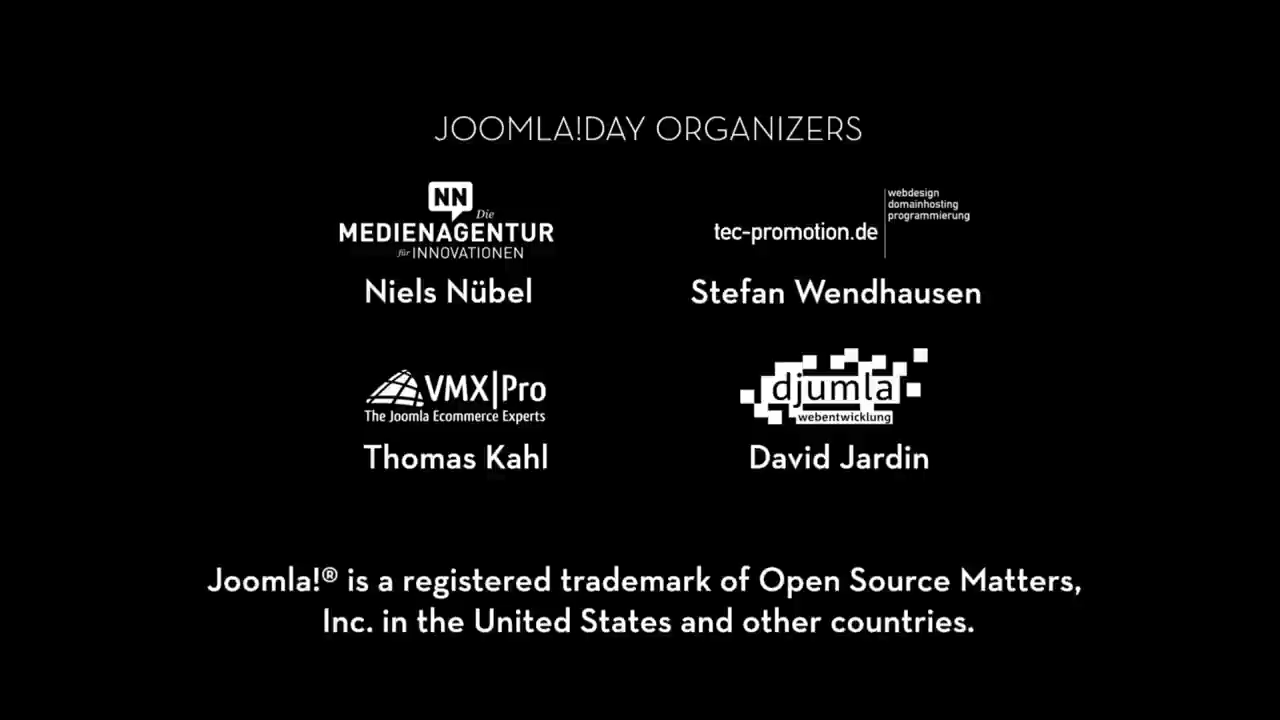 JOOMLA!DAY ORGANIZERS
NN
Die
MEDIENAGENTUR
für INNOVATIONEN
Niels Nübel
webdesign
domainhosting
programmierung
tec-promotion.de
Stefan Wendhausen
VMX|Pro
The Joomla Ecommerce Experts
Thomas Kahl
djumla
webentwicklung
David Jardin
Joomla!® is a registered trademark of Open Source Matters,
Inc. in the United States and other countries.